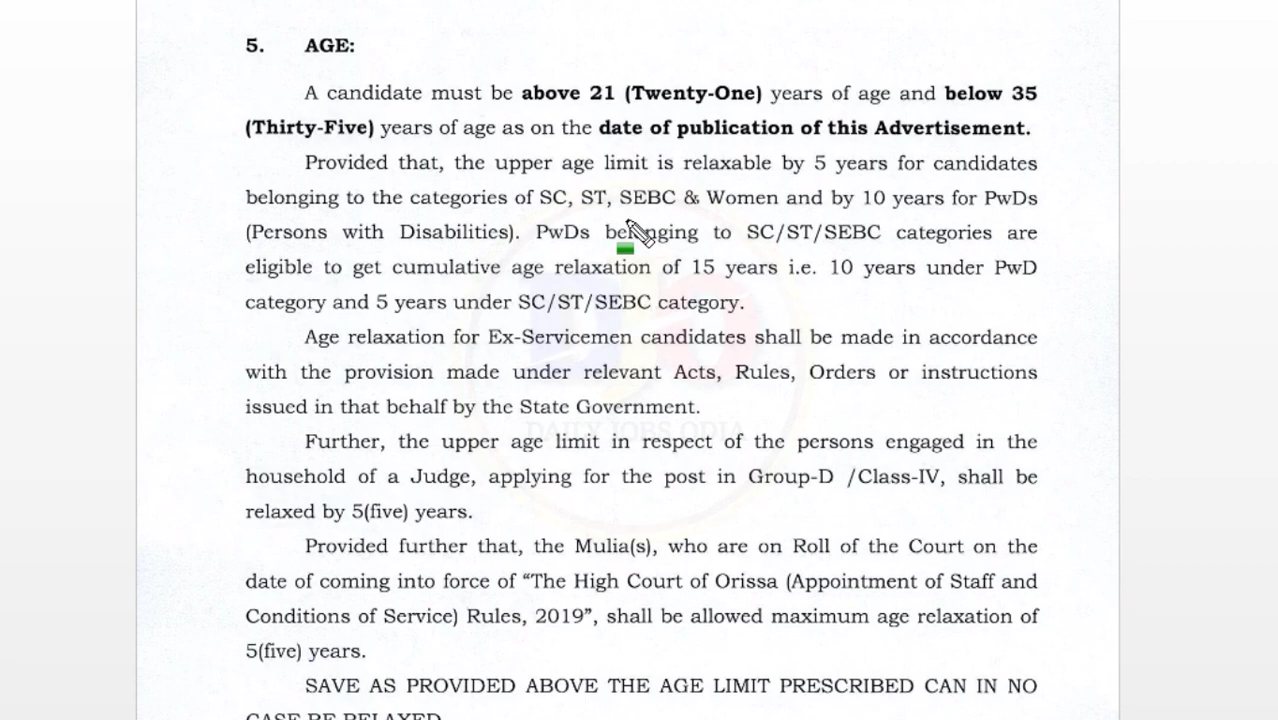 5. AGE:
A candidate must be above 21 (Twenty-One) years of age and below 35
(Thirty-Five) years of age as on the date of publication of this Advertisement.
Provided that, the upper age limit is relaxable by 5 years for candidates
belonging to the categories of SC, ST, SEBC & Women and by 10 years for PwDs
(Persons with Disabilities). PwDs belonging to SC/ST/SEBC categories are
eligible to get cumulative age relaxation of 15 years i.e. 10 years under PwD
category and 5 years under SC/ST/SEBC category.
Age relaxation for Ex-Servicemen candidates shall be made in accordance
with the provision made under relevant Acts, Rules, Orders or instructions
issued in that behalf by the State Government.
DAILY JOBS ODIA
Further, the upper age limit in respect of the persons engaged in the
household of a Judge, applying for the post in Group-D /Class-IV, shall be
relaxed by 5(five) years.
Provided further that, the Mulia(s), who are on Roll of the Court on the
date of coming into force of “The High Court of Orissa (Appointment of Staff and
Conditions of Service) Rules, 2019”, shall be allowed maximum age relaxation of
5(five) years.
SAVE AS PROVIDED ABOVE THE AGE LIMIT PRESCRIBED CAN IN NO
CASE BE RELAXED